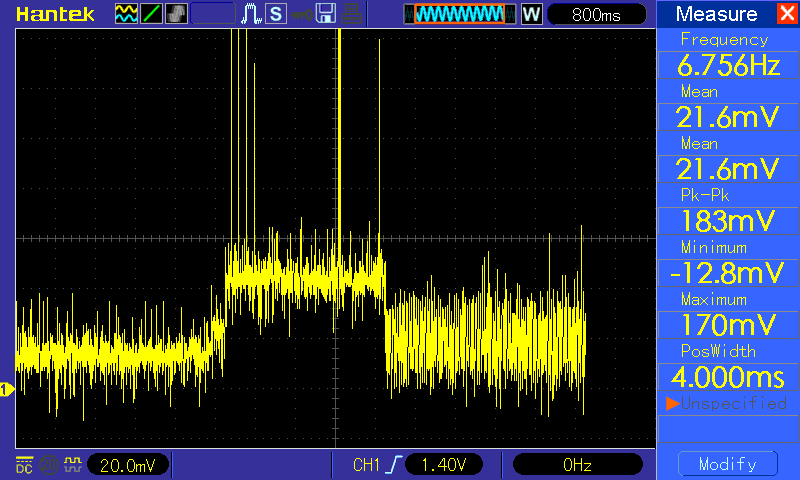 Hantek S W 800ms Measure
Frequency
6.756Hz
Mean
21.6mV
Mean
21.6mV
Pk-Pk
183mV
Minimum
-12.8mV
Maximum
170mV
PosWidth
4.000ms
Unspecified
1
DC 20.0mV CH1 1.40V 0Hz Modify